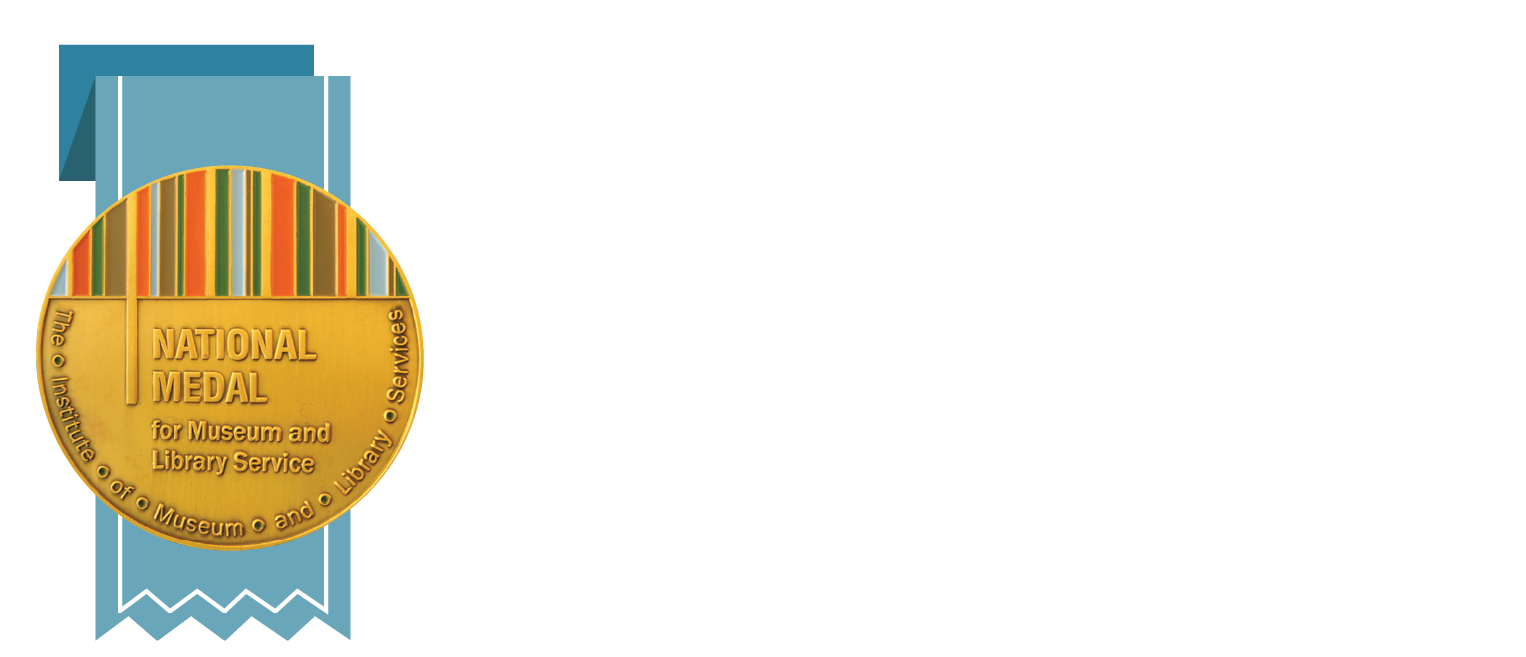 NATIONAL
MEDAL
for Museum and
Library Service
The • Institute • of • Museum • and • Library • Services